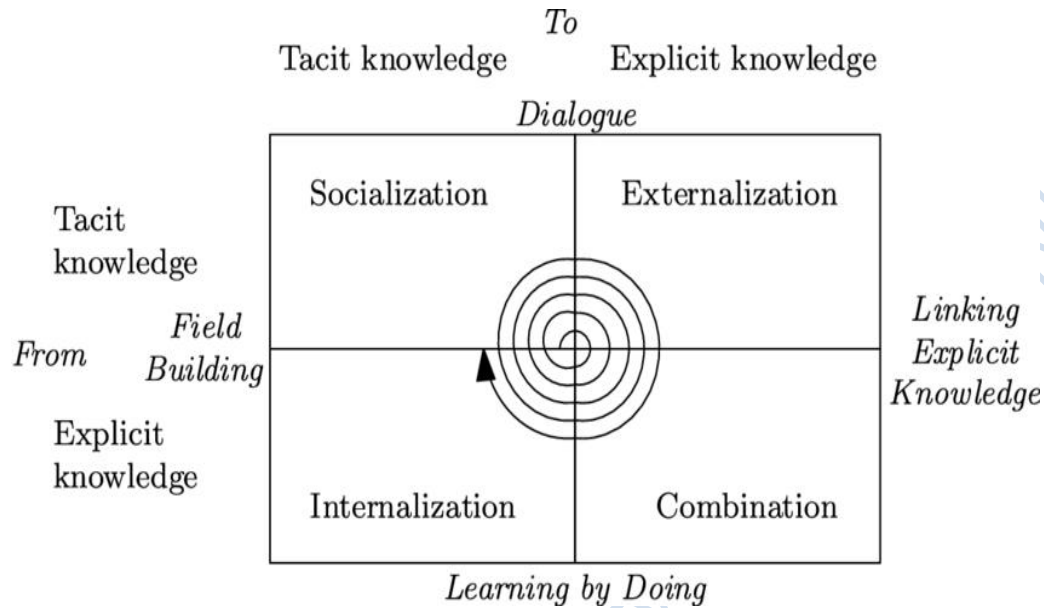 To
Tacit knowledge Explicit knowledge
Dialogue
Socialization Externalization
Tacit
knowledge
Field
Building
From
Linking
Explicit
Knowledge
Explicit
knowledge
Internalization Combination
Learning by Doing